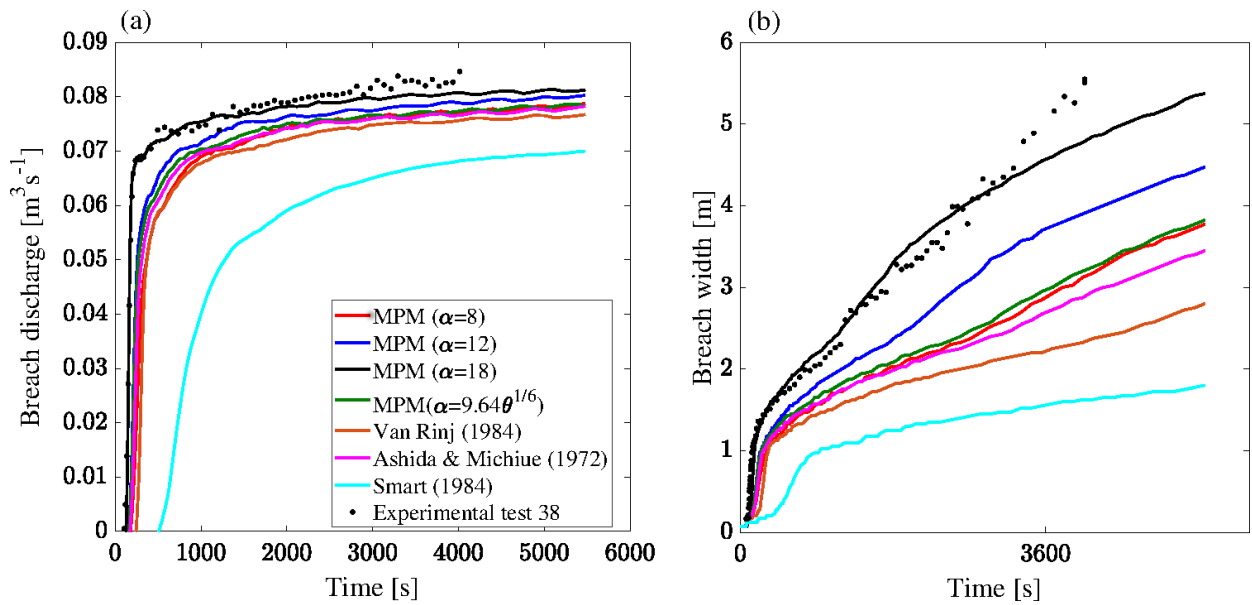 (a)
Breach discharge [m³ s⁻¹]
0.09
0.08
0.07
0.06
0.05
0.04
0.03
0.02
0.01
0
0 1000 2000 3000 4000 5000 6000
Time [s]
MPM (α=8)
MPM (α=12)
MPM (α=18)
MPM(α=9.64θ^1/6)
Van Rinj (1984)
Ashida & Michiue (1972)
Smart (1984)
Experimental test 38
(b)
Breach width [m]
6
5
4
3
2
1
0
0 3600
Time [s]